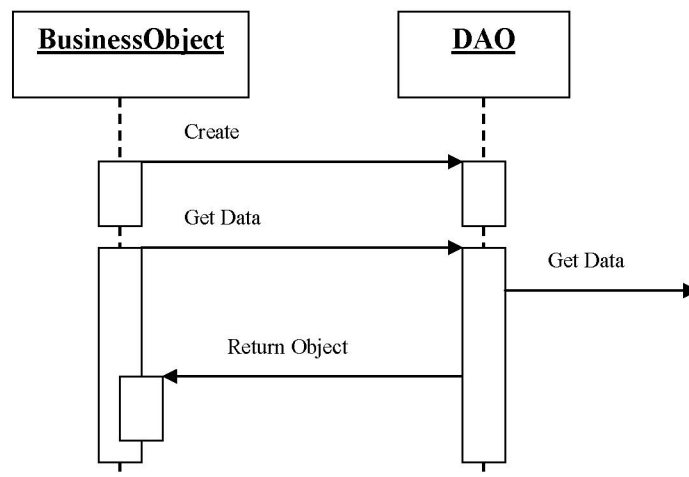 BusinessObject
DAO
Create
Get Data
Get Data
Return Object